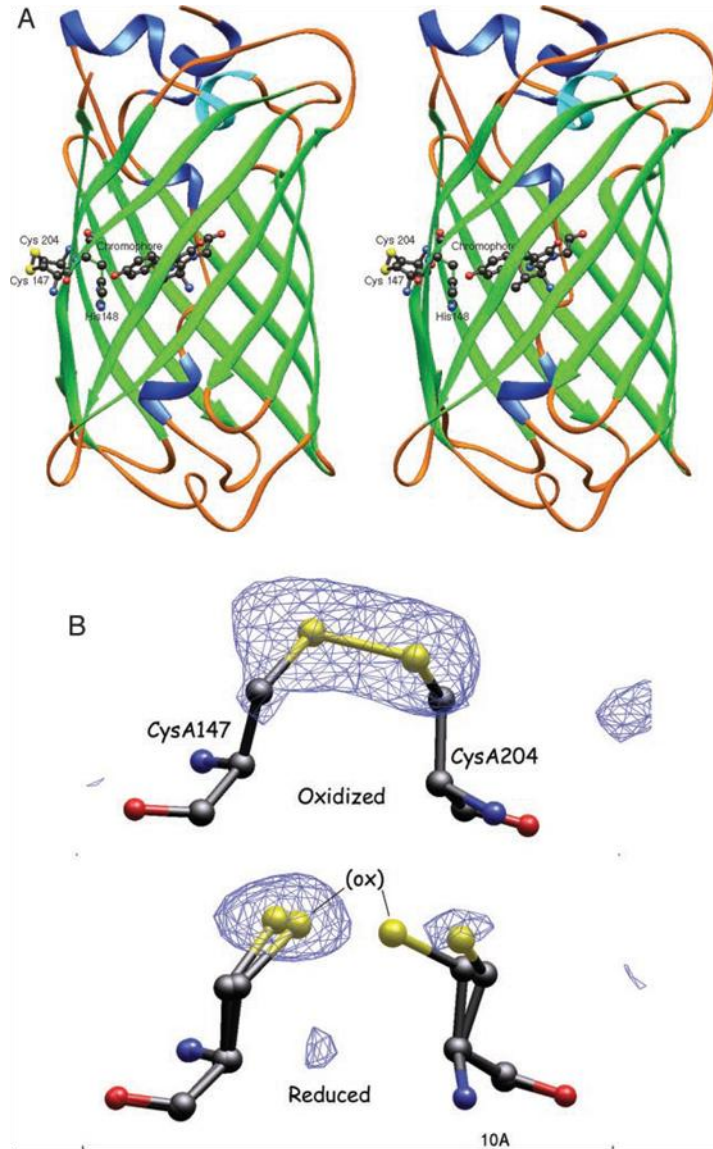 A
Cys 204
Chromophore
Cys 147
His148
Cys 204
Chromophore
Cys 147
His148
B
CysA147
CysA204
Oxidized
(ox)
Reduced
10A